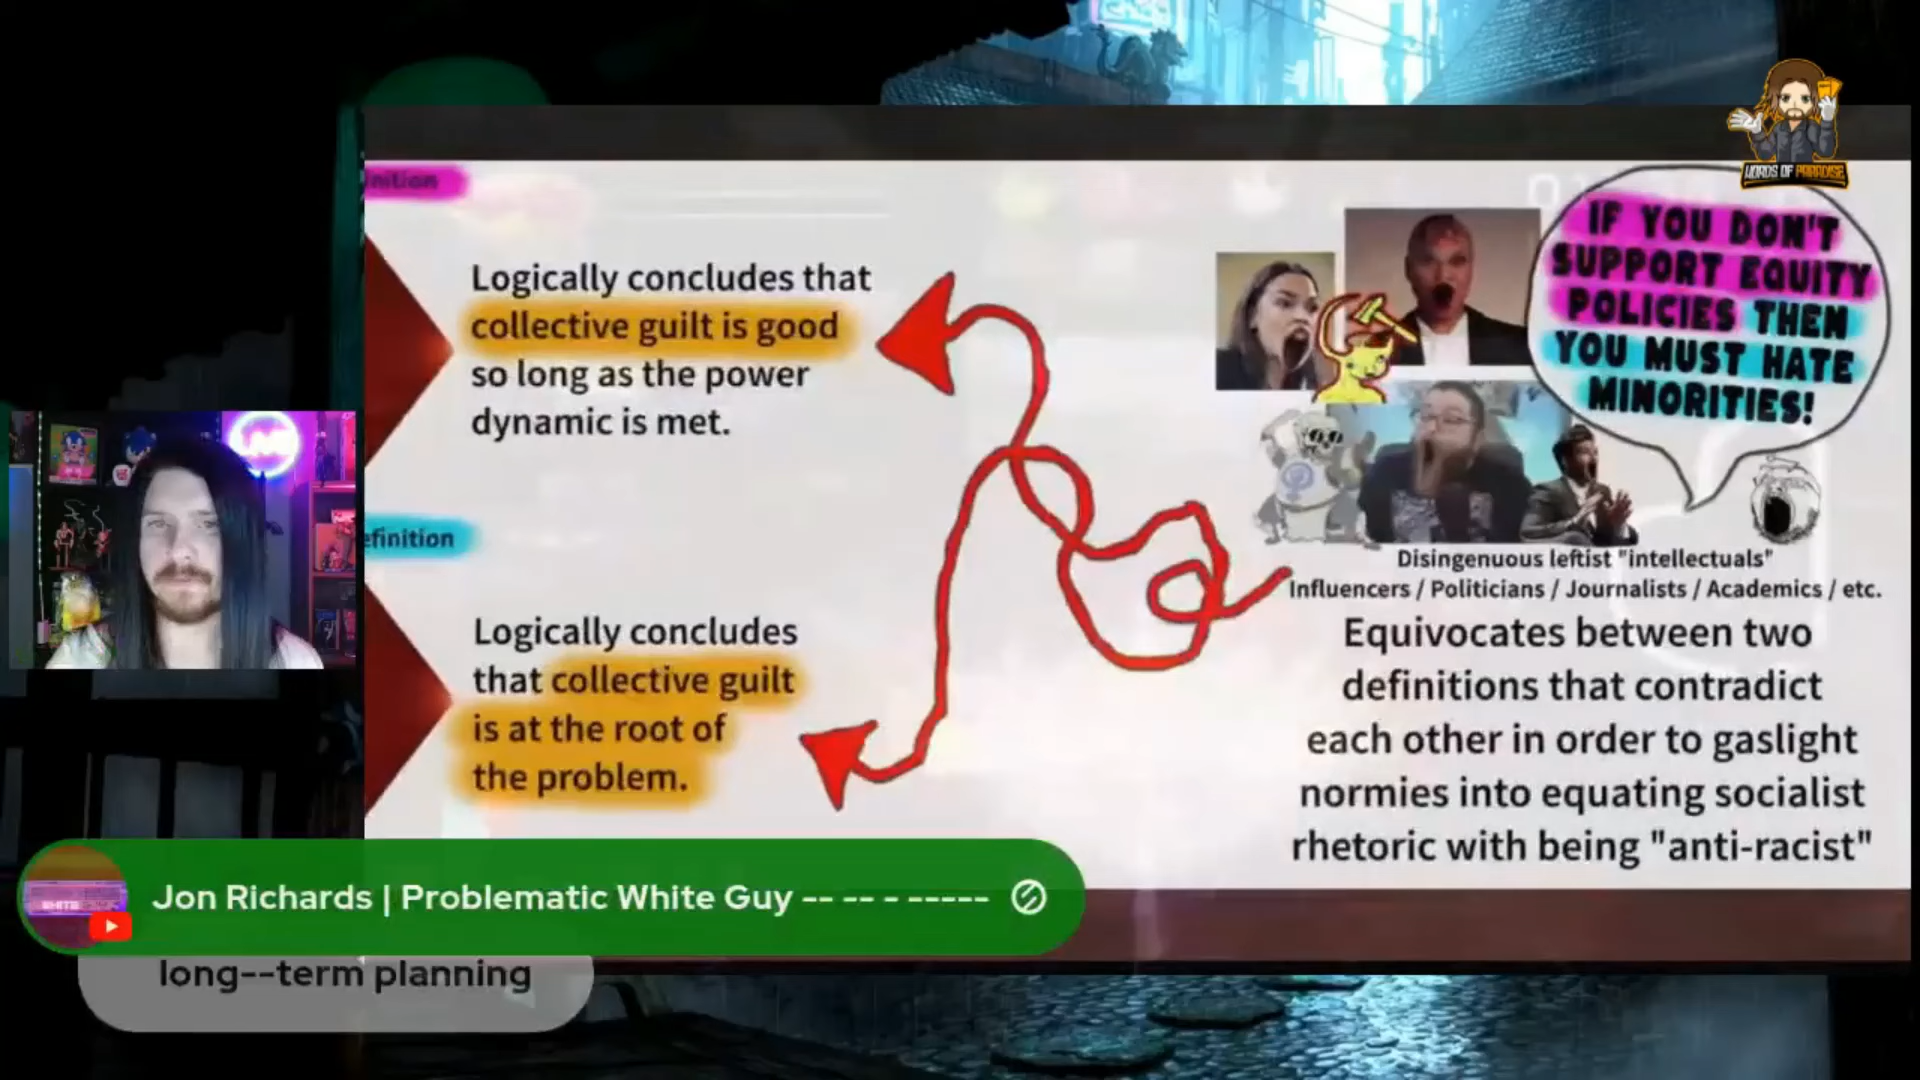 WORDS OF PARADISE
inition
Logically concludes that
collective guilt is good
so long as the power
dynamic is met.
IF YOU DON'T
SUPPORT EQUITY
POLICIES THEN
YOU MUST HATE
MINORITIES!
efinition
Logically concludes
that collective guilt
is at the root of
the problem.
Disingenuous leftist "intellectuals"
Influencers / Politicians / Journalists / Academics / etc.
Equivocates between two
definitions that contradict
each other in order to gaslight
normies into equating socialist
rhetoric with being "anti-racist"
LIVE
Jon Richards | Problematic White Guy -- -- - -----
long--term planning